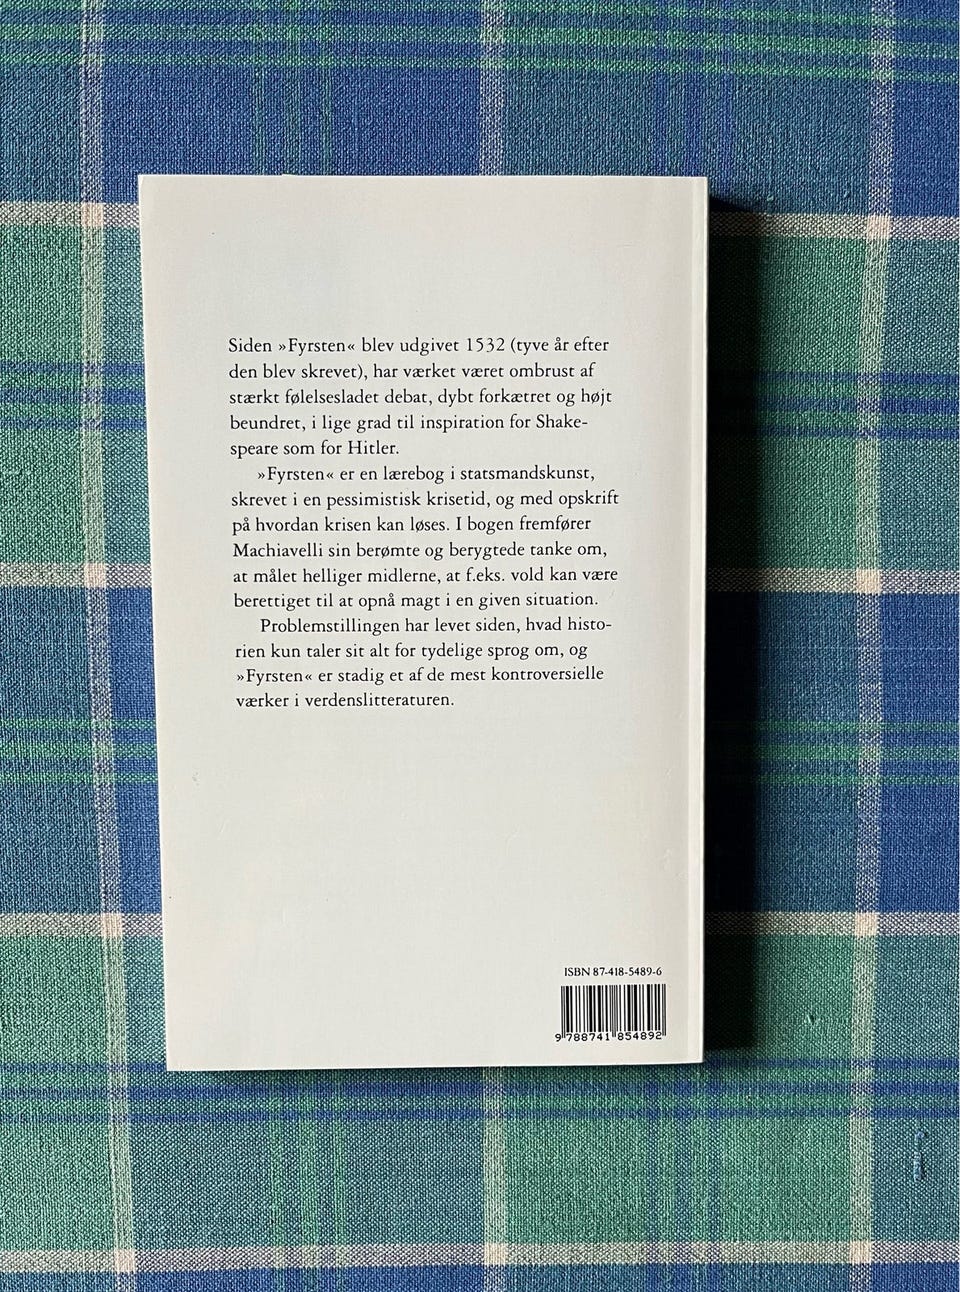 Siden »Fyrsten« blev udgivet 1532 (tyve år efter
den blev skrevet), har værket været ombrust af
stærkt følelsesladet debat, dybt forkætret og højt
beundret, i lige grad til inspiration for Shake-
speare som for Hitler.
»Fyrsten« er en lærebog i statsmandskunst,
skrevet i en pessimistisk krisetid, og med opskrift
på hvordan krisen kan løses. I bogen fremfører
Machiavelli sin berømte og berygtede tanke om,
at målet helliger midlerne, at f.eks. vold kan være
berettiget til at opnå magt i en given situation.
Problemstillingen har levet siden, hvad histo-
rien kun taler sit alt for tydelige sprog om, og
»Fyrsten« er stadig et af de mest kontroversielle
værker i verdenslitteraturen.
ISBN 87-418-5489-6
9 788741 854892